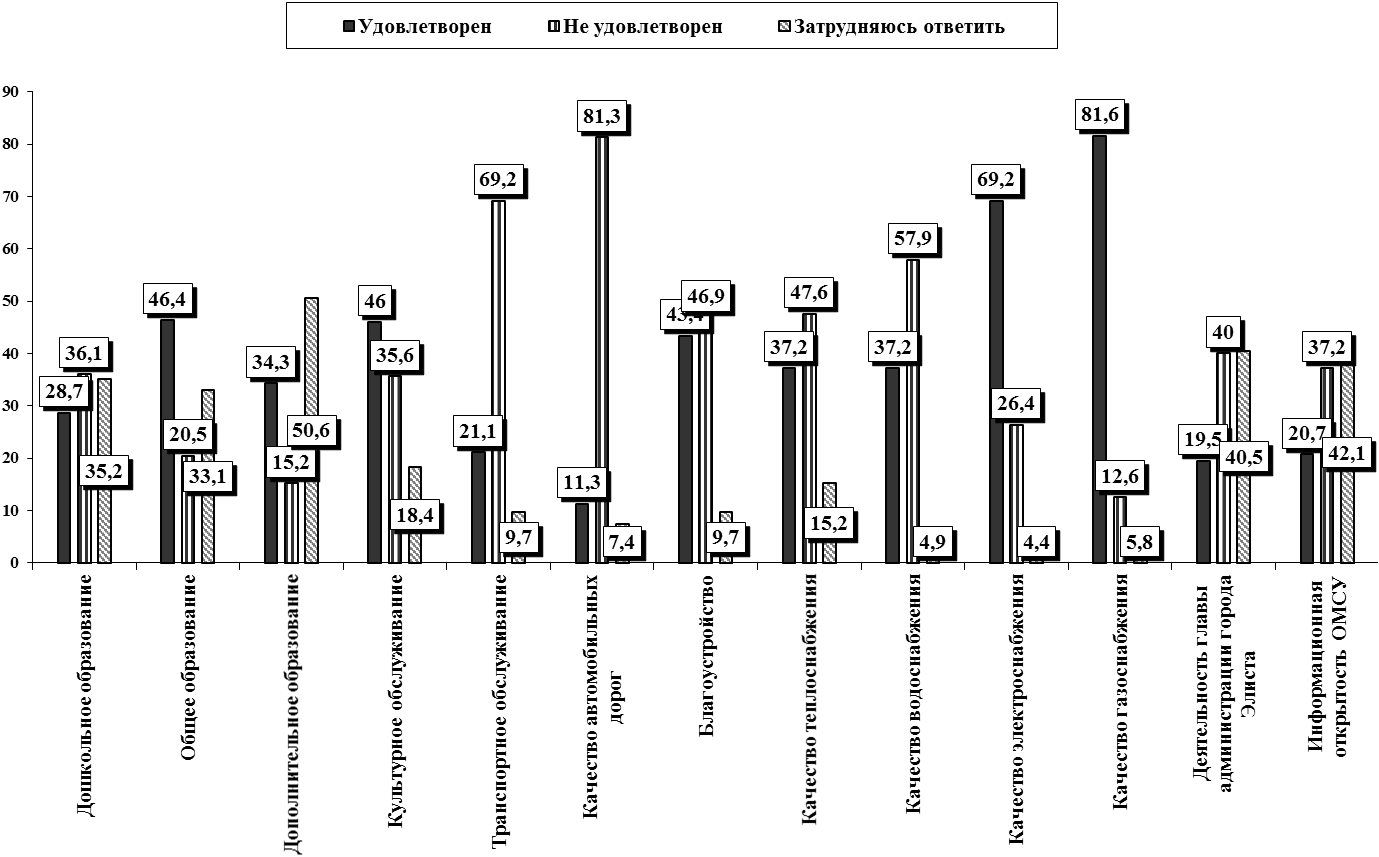 Удовлетворен Не удовлетворен Затрудняюсь ответить
90
80
70
60
50
40
30
20
10
0
28,7
36,1
35,2
46,4
20,5
33,1
34,3
15,2
50,6
46
35,6
18,4
21,1
69,2
9,7
11,3
81,3
7,4
43,4
46,9
9,7
37,2
47,6
15,2
37,2
57,9
4,9
69,2
26,4
4,4
81,6
12,6
5,8
19,5
40
40,5
20,7
37,2
42,1
Дошкольное образование
Общее образование
Дополнительное образование
Культурное обслуживание
Транспортное обслуживание
Качество автомобильных
дорог
Благоустройство
Качество теплоснабжения
Качество водоснабжения
Качество электроснабжения
Качество газоснабжения
Деятельность главы
администрации города
Элиста
Информационная
открытость ОМСУ